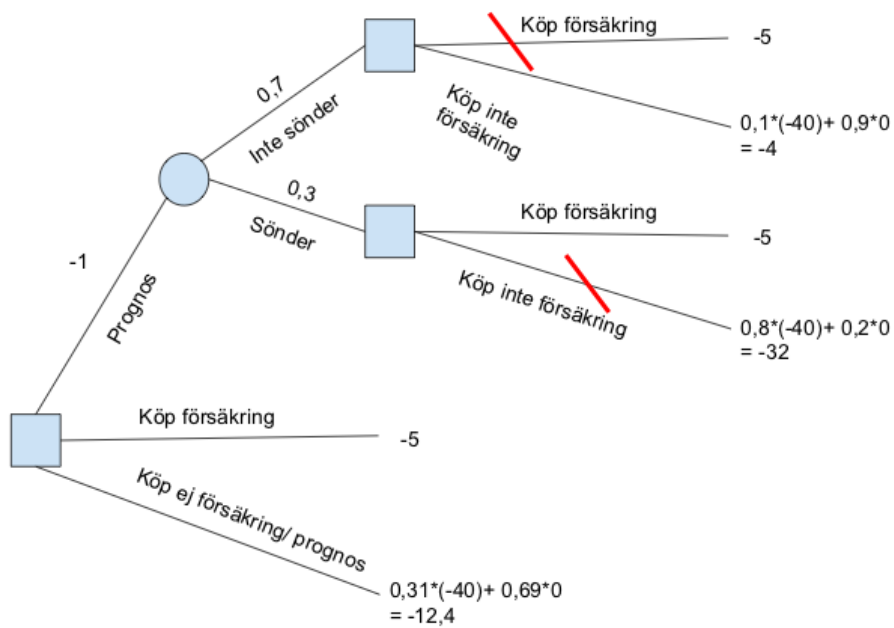 Köp försäkring
-5
0,7
Inte sönder
Köp inte
försäkring
0,1*(-40)+ 0,9*0
= -4
0,3
Sönder
Köp försäkring
-5
Köp inte försäkring
0,8*(-40)+ 0,2*0
= -32
-1
Prognos
Köp försäkring
-5
Köp ej försäkring/ prognos
0,31*(-40)+ 0,69*0
= -12,4